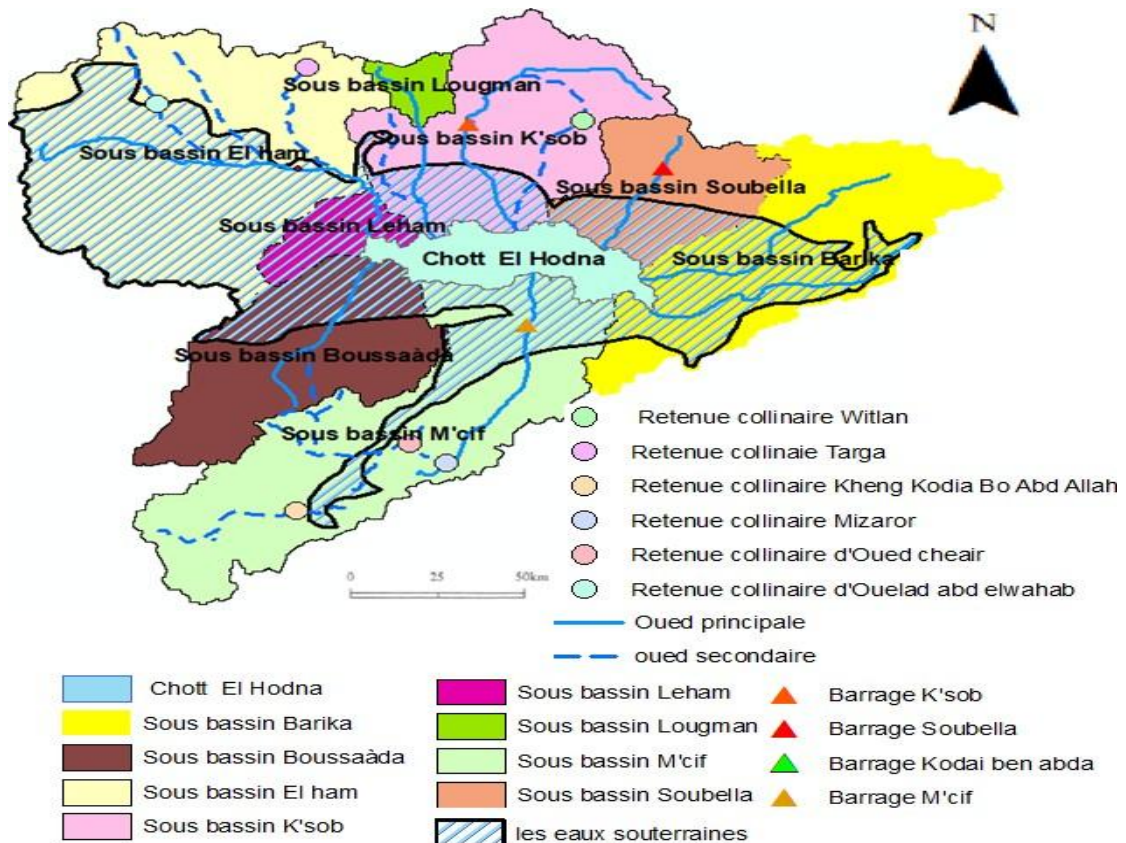 N
Sous bassin Lougman
Sous bassin K'sob
Sous bassin El ham
Sous bassin Soubella
Sous bassin Leham
Chott El Hodna
Sous bassin Barika
Sous bassin Boussaàda
Sous bassin M'cif
0 25 50km
Retenue collinaire Witlan
Retenue collinaie Targa
Retenue collinaire Kheng Kodia Bo Abd Allah
Retenue collinaire Mizaror
Retenue collinaire d'Oued cheair
Retenue collinaire d'Ouelad abd elwahab
Oued principale
oued secondaire
Chott El Hodna
Sous bassin Barika
Sous bassin Boussaàda
Sous bassin El ham
Sous bassin K'sob
Sous bassin Leham
Sous bassin Lougman
Sous bassin M'cif
Sous bassin Soubella
les eaux souterraines
Barrage K'sob
Barrage Soubella
Barrage Kodai ben abda
Barrage M'cif